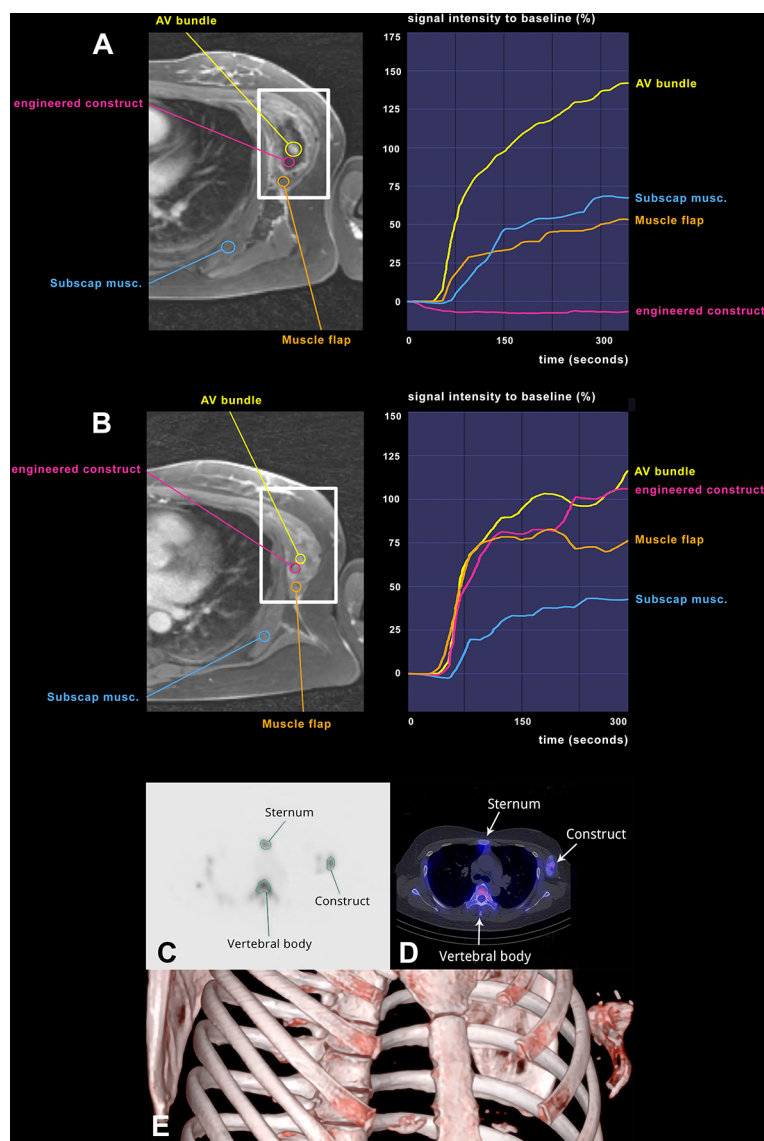 A
AV bundle
engineered construct
Subscap musc.
Muscle flap
signal intensity to baseline (%)
175
150
125
100
75
50
25
0
AV bundle
Subscap musc.
Muscle flap
engineered construct
0 150 300
time (seconds)
B
AV bundle
engineered construct
Subscap musc.
Muscle flap
signal intensity to baseline (%)
150
125
100
75
50
25
0
AV bundle
engineered construct
Muscle flap
Subscap musc.
0 150 300
time (seconds)
Sternum
Construct
Vertebral body
C
Sternum
Construct
Vertebral body
D
E